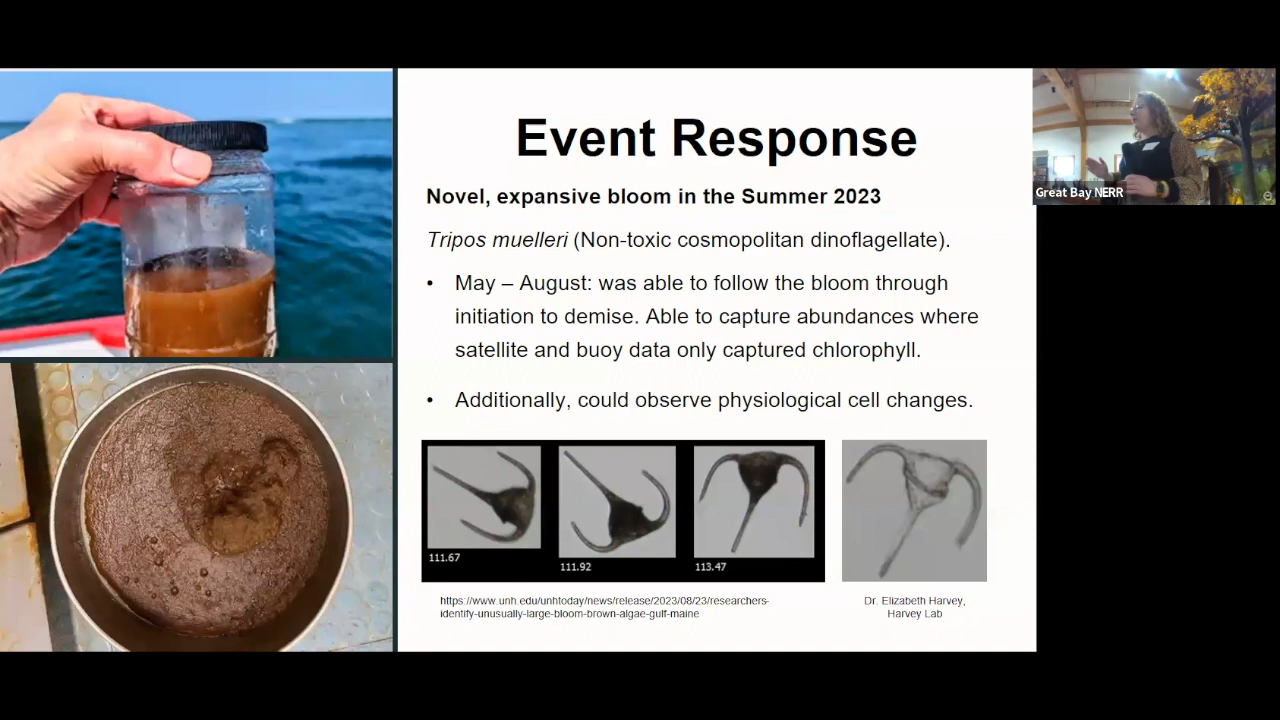 Event Response
Novel, expansive bloom in the Summer 2023
Tripos muelleri (Non-toxic cosmopolitan dinoflagellate).
• May – August: was able to follow the bloom through
initiation to demise. Able to capture abundances where
satellite and buoy data only captured chlorophyll.
• Additionally, could observe physiological cell changes.
111.67
111.92
113.47
https://www.unh.edu/unhtoday/news/release/2023/08/23/researchers-
identify-unusually-large-bloom-brown-algae-gulf-maine
Dr. Elizabeth Harvey,
Harvey Lab
Great Bay NERR